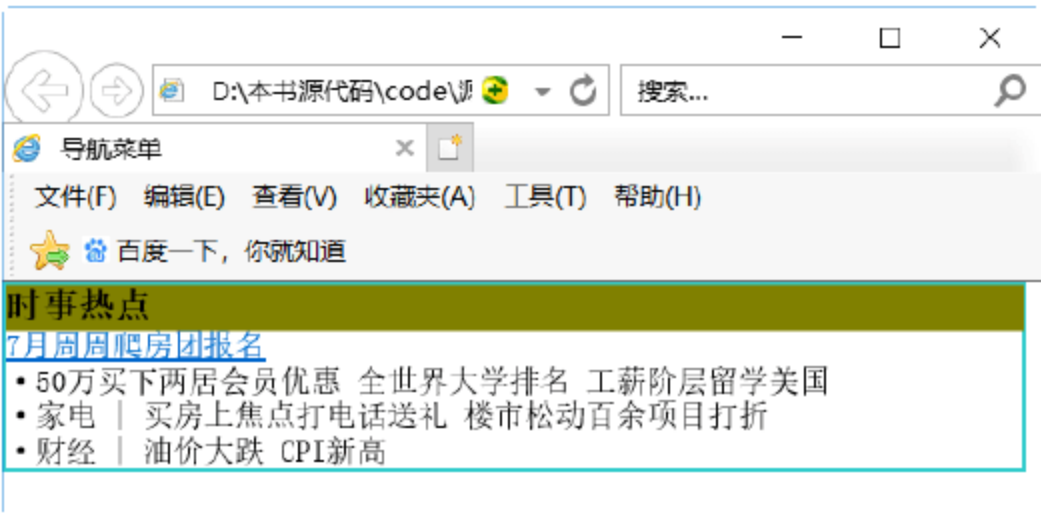 D:\本书源代码\code\源
搜索...
导航菜单
文件(F) 编辑(E) 查看(V) 收藏夹(A) 工具(T) 帮助(H)
百度一下，你就知道
时事热点
7月周周爬房团报名
·50万买下两居会员优惠 全世界大学排名 工薪阶层留学美国
·家电 | 买房上焦点打电话送礼 楼市松动百余项目打折
·财经 | 油价大跌 CPI新高